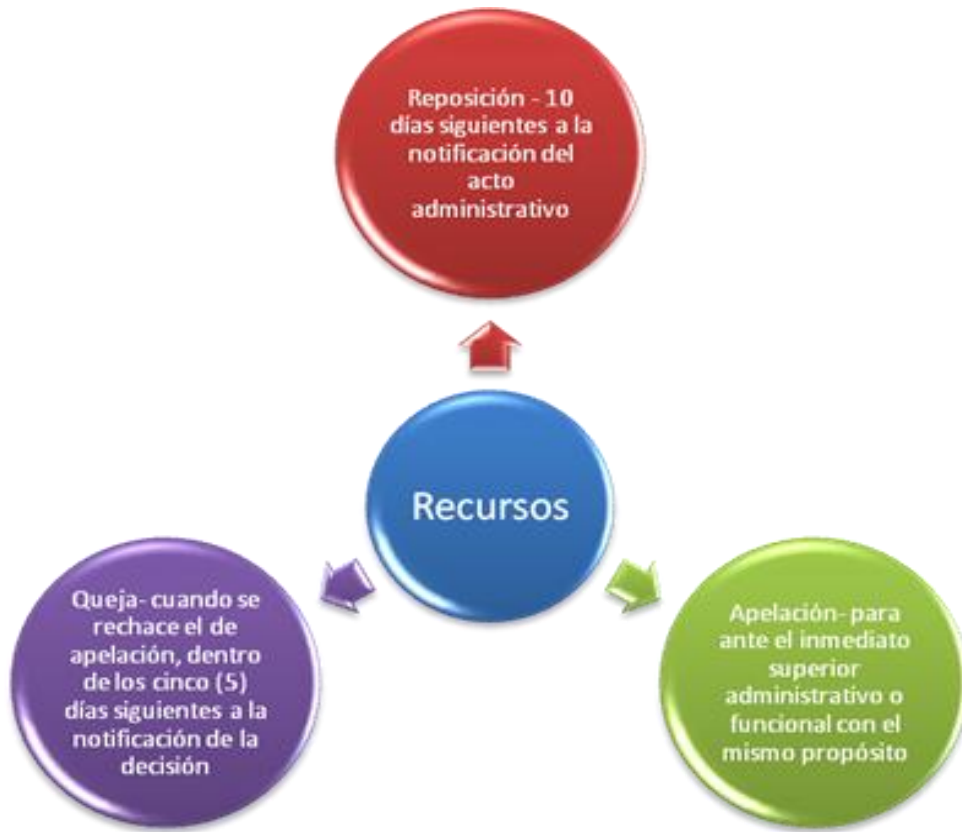 Reposición - 10
días siguientes a la
notificación del
acto
administrativo
Recursos
Queja- cuando se
rechace el de
apelación, dentro
de los cinco (5)
días siguientes a la
notificación de la
decisión
Apelación- para
ante el inmediato
superior
administrativo o
funcional con el
mismo propósito